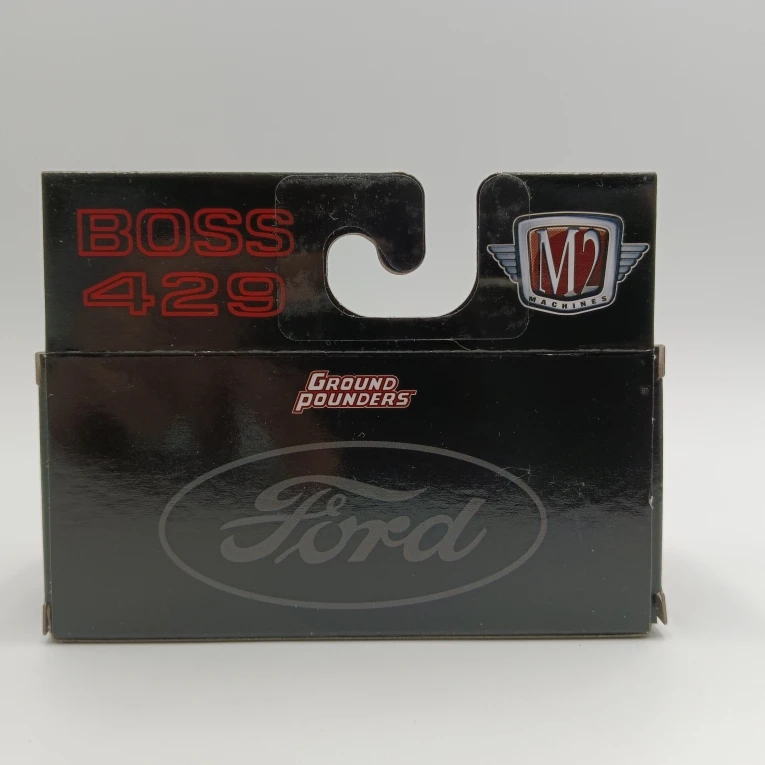 BOSS
429
M2
MACHINES
GROUND
POUNDERS
Ford